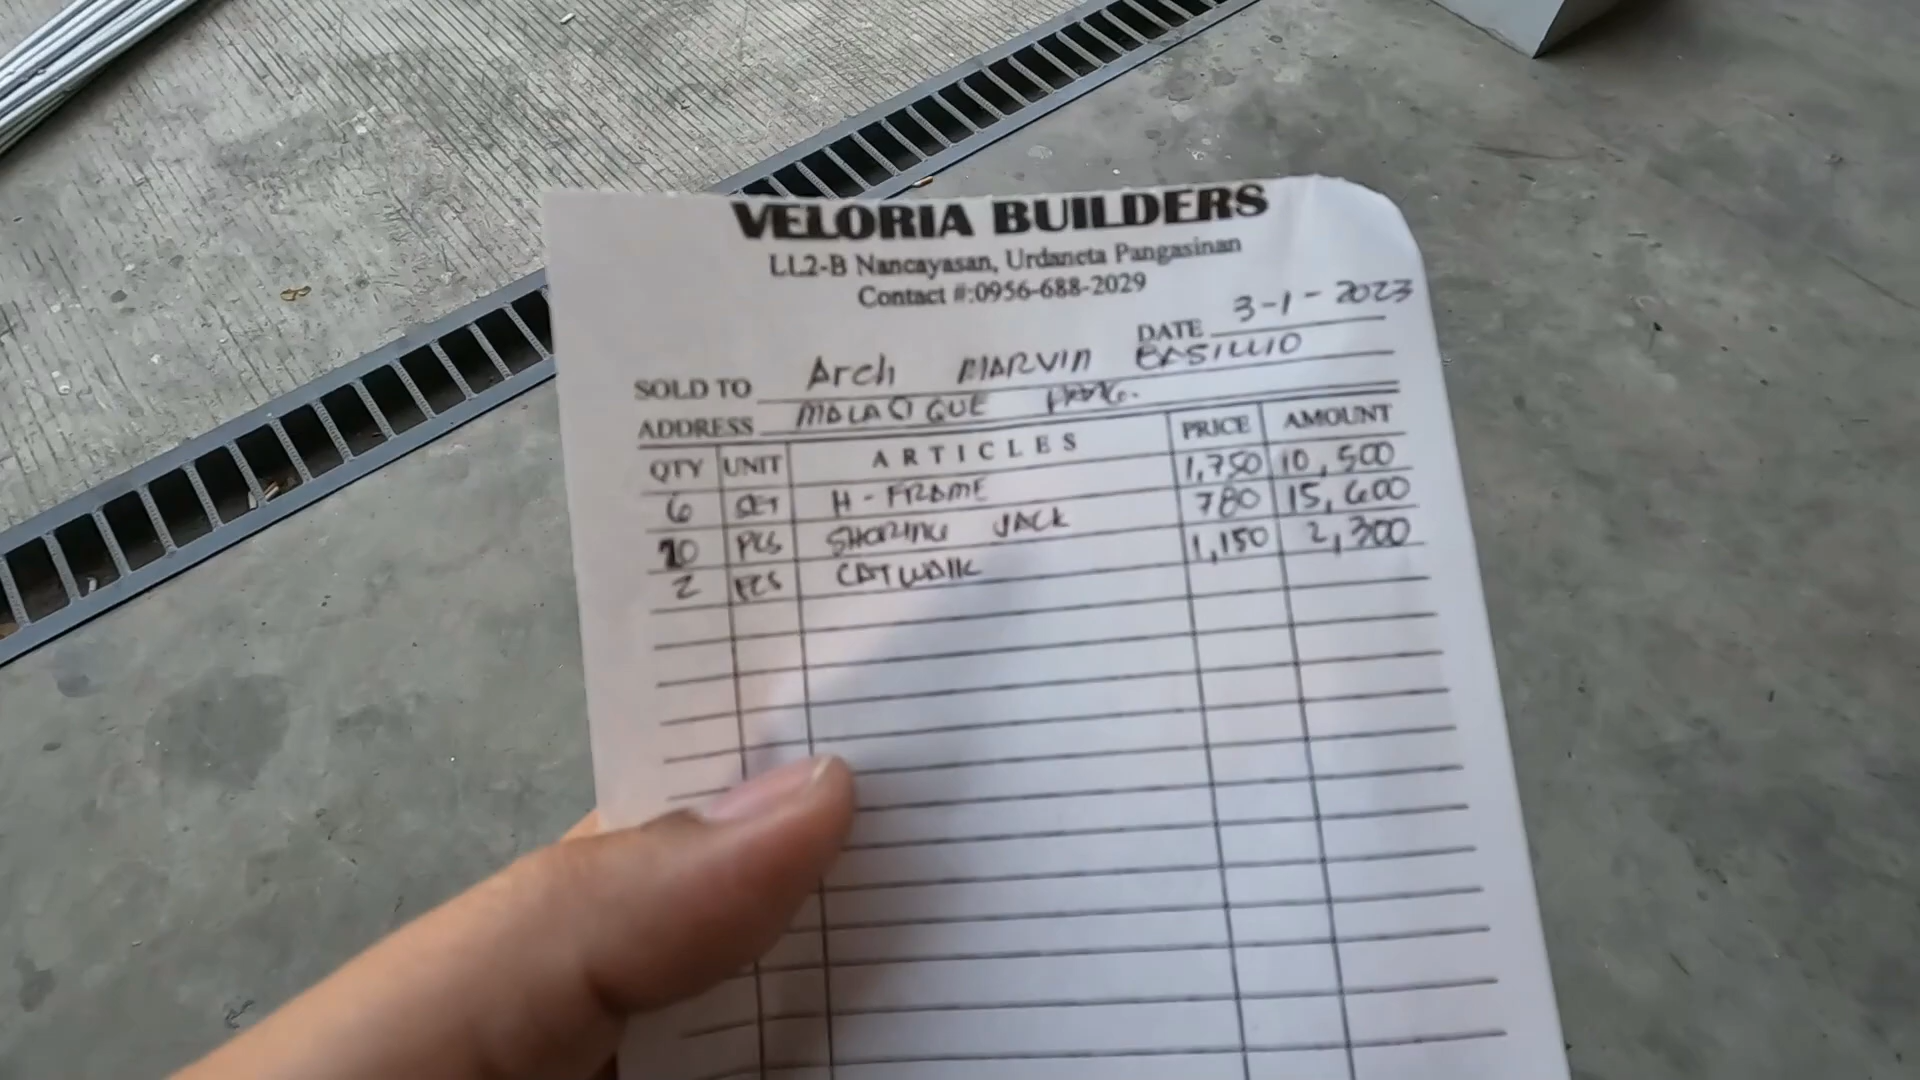 VELORIA BUILDERS
LL2-B Nancayasan, Urdaneta Pangasinan
Contact #:0956-688-2029
DATE 3-1-2023
SOLD TO Arch MARVIN BASILLIO
ADDRESS MALACIQUE
QTY UNIT ARTICLES PRICE AMOUNT
6 SET H-FRAME 1,750 10,500
20 PCS SHORING JACK 780 15,600
2 PCS CATWALK 1,150 2,300